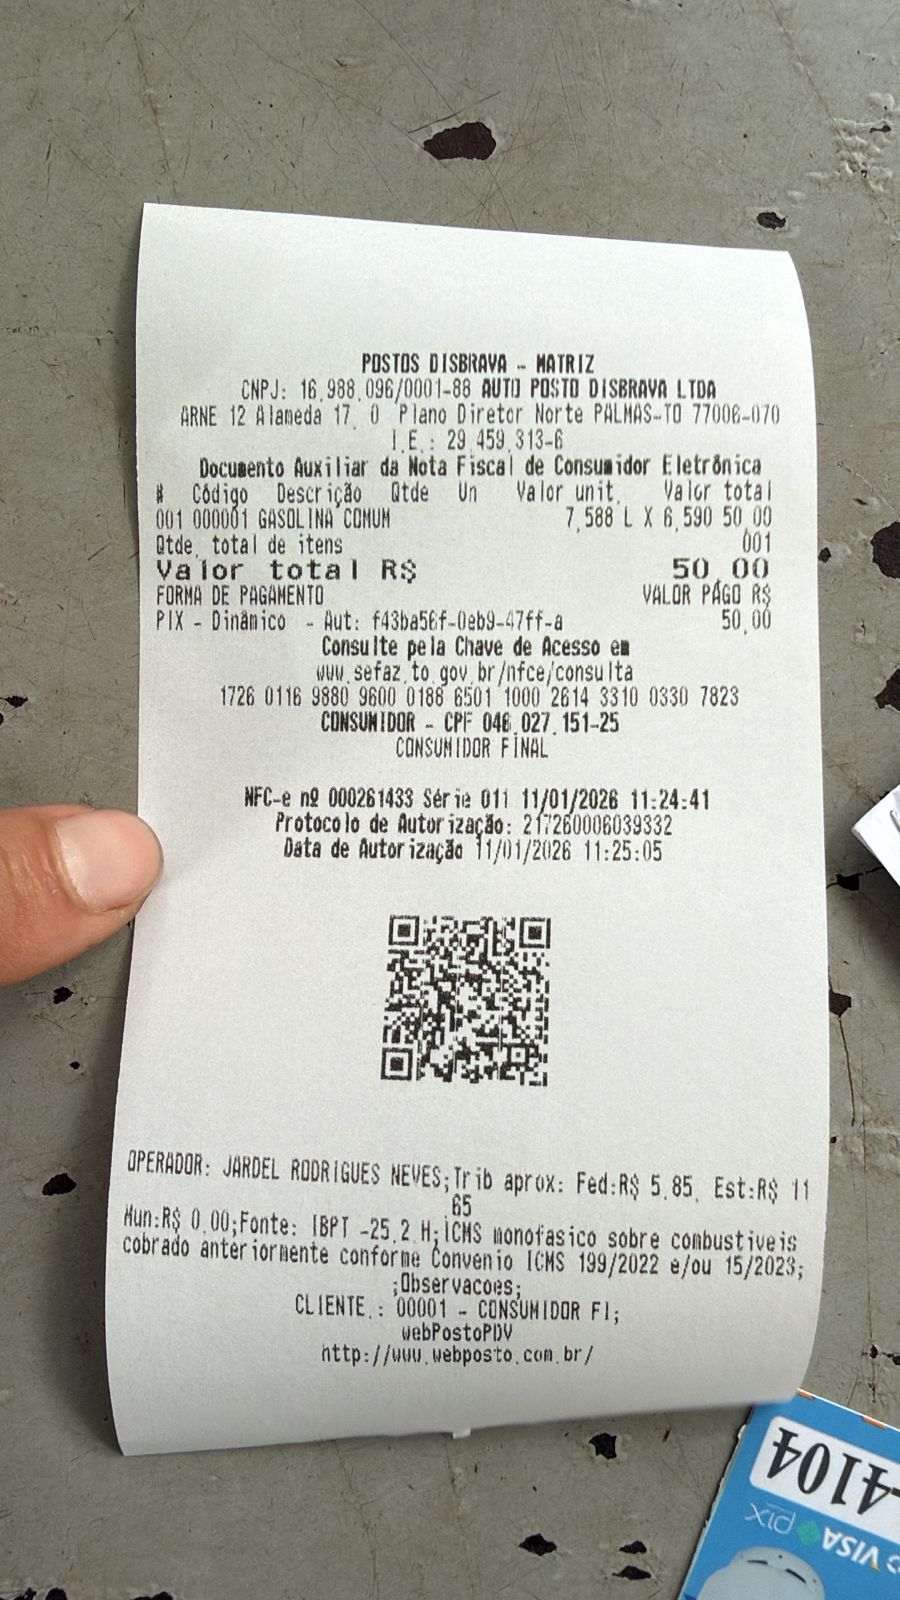 POSTOS DISBRAVA - MATRIZ
CNPJ: 16.988.096/0001-88 AUTO POSTO DISBRAVA LTDA
ARNE 12 Alameda 17, 0 Plano Diretor Norte PALMAS-TO 77006-070
I.E.: 29.459.313-6
Documento Auxiliar da Nota Fiscal de Consumidor Eletrônica
# Código Descrição Qtde Un Valor unit. Valor total
001 000001 GASOLINA COMUM 7,588 L X 6,590 50,00
Qtde. total de itens 001
Valor total R$ 50,00
FORMA DE PAGAMENTO VALOR PAGO R$
PIX - Dinâmico - Aut: f43ba56f-0eb9-47ff-a 50,00
Consulte pela Chave de Acesso em
www.sefaz.to.gov.br/nfce/consulta
1726 0116 9880 9600 0188 6501 1000 2614 3310 0330 7823
CONSUMIDOR - CPF 046.027.151-25
CONSUMIDOR FINAL
NFC-e nº 000261433 Série 011 11/01/2026 11:24:41
Protocolo de Autorização: 217260006039332
Data de Autorização 11/01/2026 11:25:05
OPERADOR: JARDEL RODRIGUES NEVES;Trib aprox: Fed:R$ 5,85, Est:R$ 11
,65
Mun:R$ 0,00;Fonte: IBPT -25.2.H;ICMS monofasico sobre combustiveis
cobrado anteriormente conforme Convenio ICMS 199/2022 e/ou 15/2023;
;Observacoes;
CLIENTE.: 00001 - CONSUMIDOR FI;
webPostoPDV
http://www.webposto.com.br/
-4104
VISA
pix